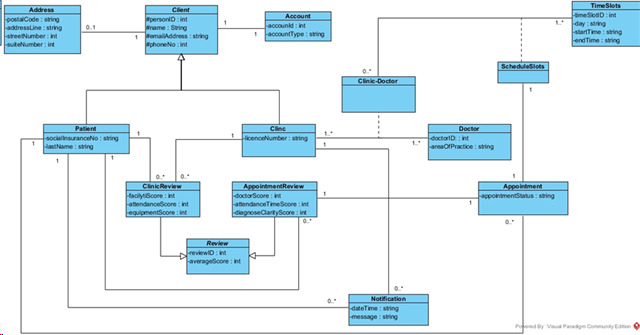 Address
-postalCode : string
-addressLine : string
-streetNumber : int
-suiteNumber : int
0..1
1
Client
#personID : int
#name : String
#emailAddress : string
#phoneNo : int
1
1
Account
-accountId : int
-accountType : string
TimeSlots
-timeSlotID : int
-day : string
-startTime : string
-endTime : string
0..*
ScheduleSlots
1
0..*
Clinic-Doctor
Patient
-socialInsuranceNo : string
-lastName : string
1
1
1
1
Clinc
-licenceNumber : string
1
1
1..*
1..*
Doctor
-doctorID: : int
-areaOfPractice : string
0..*
0..*
ClinicReview
-facilytiScore : int
-attendanceScore : int
-equipmentScore : int
AppointmentReview
-doctorScore : int
-attendanceTimeScore : int
-diagnoseClarityScore : int
1
0..*
1
1
Appointment
-appointmentStatus : string
0..*
Review
-reviewID : int
-averageScore : int
0..*
0..*
Notification
-dateTime : string
-message : string
Powered By Visual Paradigm Community Edition